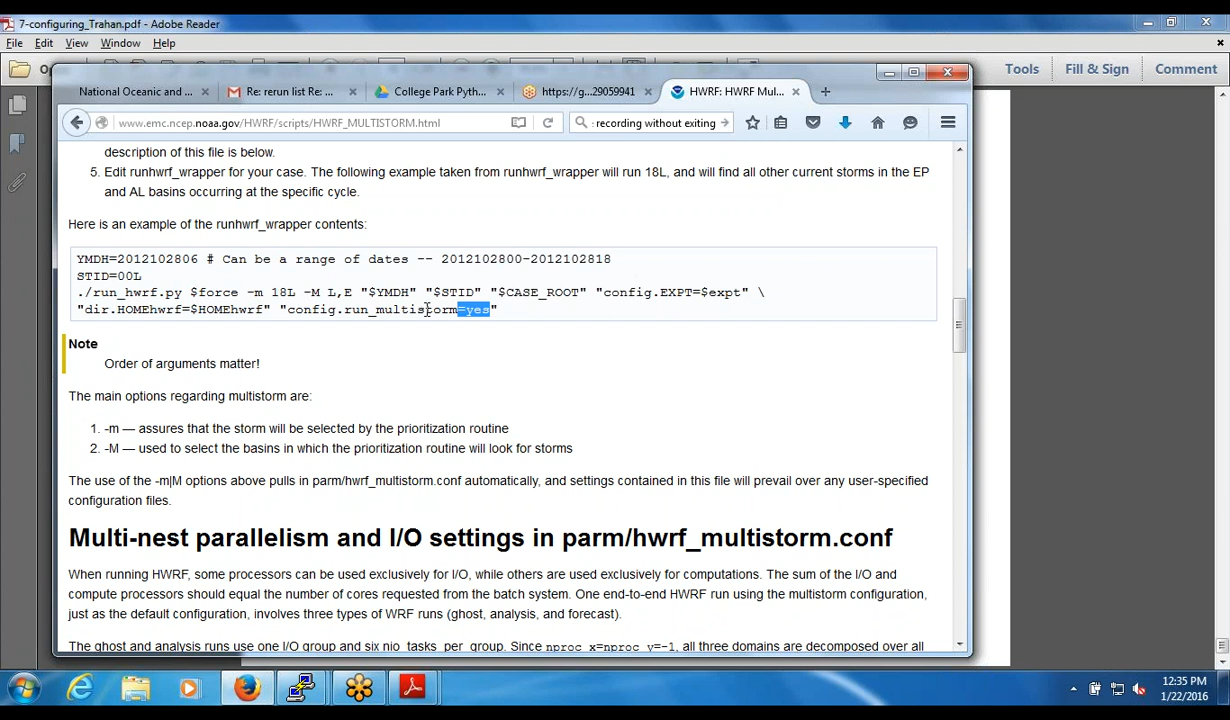 7-configuring_Trahan.pdf - Adobe Reader
File Edit View Window Help
Tools Fill & Sign Comment
National Oceanic and ... × Re: rerun list Re: ... × College Park Pyth... × https://g...29059941 × HWRF: HWRF Mul... × +
www.emc.ncep.noaa.gov/HWRF/scripts/HWRF_MULTISTORM.html : recording without exiting →
description of this file is below.
5. Edit runhwrf_wrapper for your case. The following example taken from runhwrf_wrapper will run 18L, and will find all other current storms in the EP
and AL basins occurring at the specific cycle.
Here is an example of the runhwrf_wrapper contents:
YMDH=2012102806 # Can be a range of dates -- 2012102800-2012102818
STID=00L
./run_hwrf.py $force -m 18L -M L,E "$YMDH" "$STID" "$CASE_ROOT" "config.EXPT=$expt" \
"dir.HOMEhwrf=$HOMEhwrf" "config.run_multistorm=yes"
Note
Order of arguments matter!
The main options regarding multistorm are:
1. -m — assures that the storm will be selected by the prioritization routine
2. -M — used to select the basins in which the prioritization routine will look for storms
The use of the -m|M options above pulls in parm/hwrf_multistorm.conf automatically, and settings contained in this file will prevail over any user-specified
configuration files.
Multi-nest parallelism and I/O settings in parm/hwrf_multistorm.conf
When running HWRF, some processors can be used exclusively for I/O, while others are used exclusively for computations. The sum of the I/O and
compute processors should equal the number of cores requested from the batch system. One end-to-end HWRF run using the multistorm configuration,
just as the default configuration, involves three types of WRF runs (ghost, analysis, and forecast).
The ghost and analysis runs use one I/O group and six nio_tasks_per_group. Since nproc_x=nproc_y=-1, all three domains are decomposed over all
12:35 PM
1/22/2016